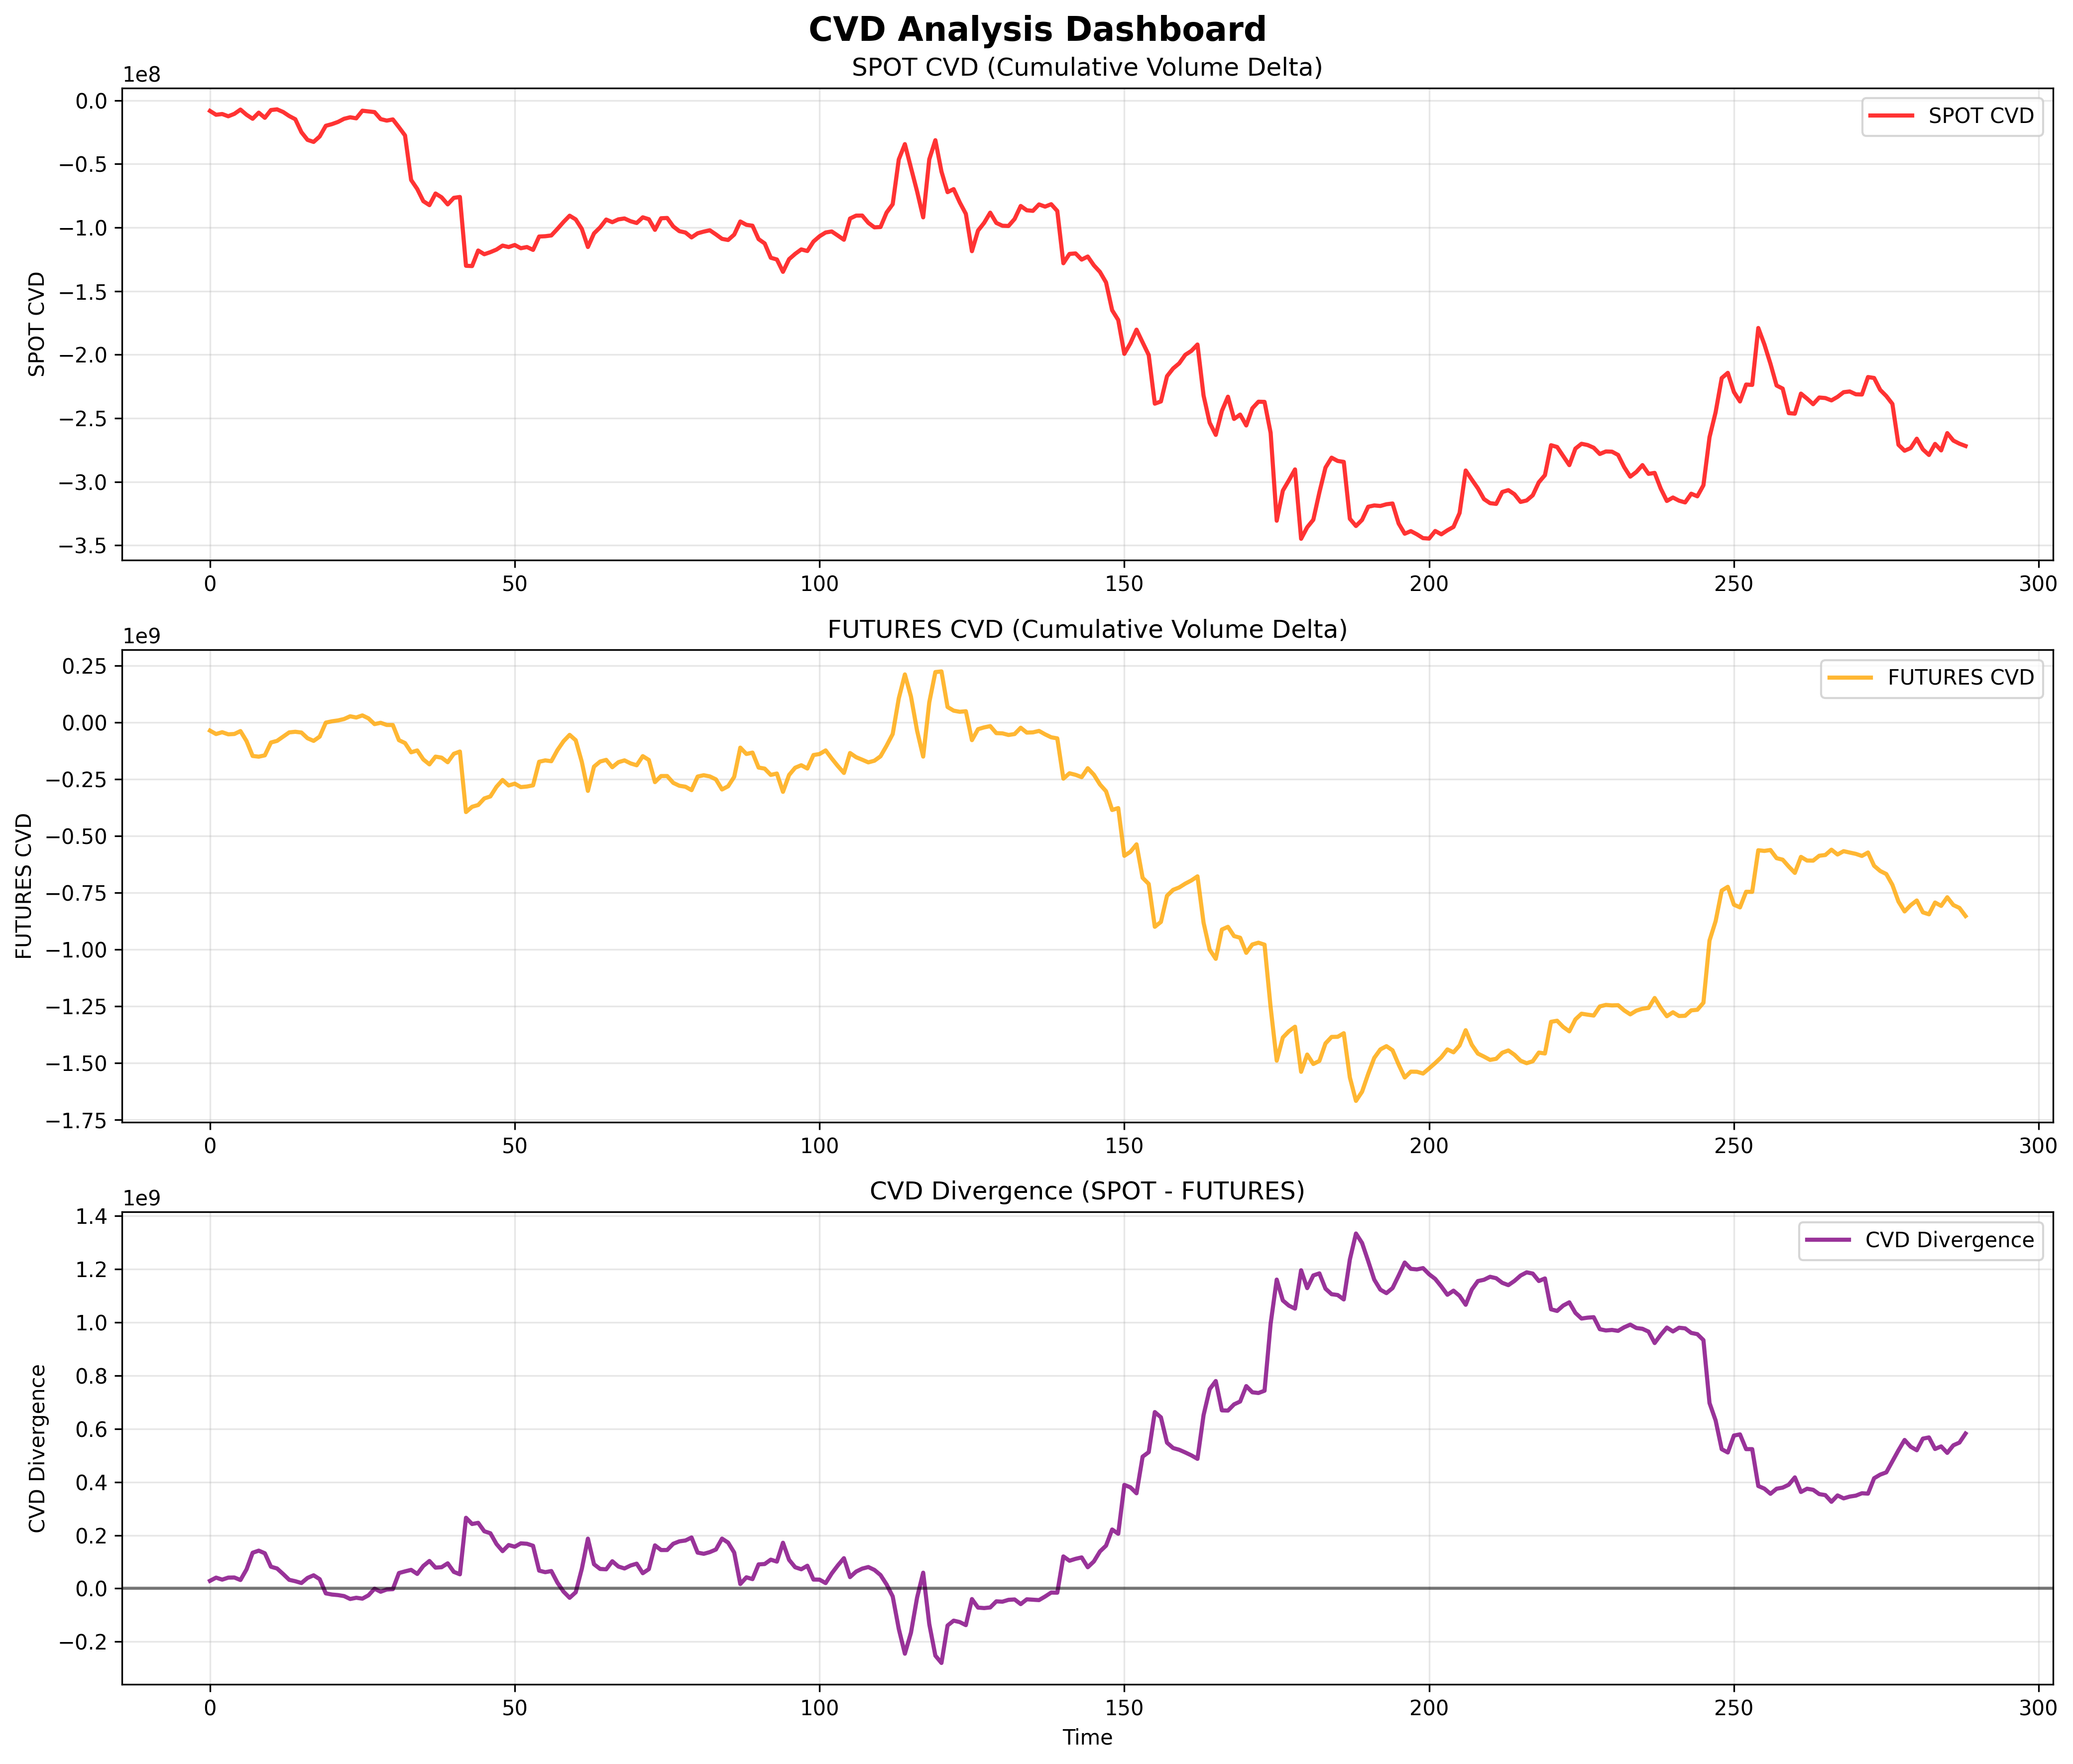 CVD Analysis Dashboard
SPOT CVD (Cumulative Volume Delta)
1e8
0.0
−0.5
−1.0
−1.5
−2.0
−2.5
−3.0
−3.5
SPOT CVD
SPOT CVD
0 50 100 150 200 250 300
FUTURES CVD (Cumulative Volume Delta)
1e9
0.25
0.00
−0.25
−0.50
−0.75
−1.00
−1.25
−1.50
−1.75
FUTURES CVD
FUTURES CVD
0 50 100 150 200 250 300
CVD Divergence (SPOT - FUTURES)
1e9
1.4
1.2
1.0
0.8
0.6
0.4
0.2
0.0
−0.2
CVD Divergence
CVD Divergence
0 50 100 150 200 250 300
Time